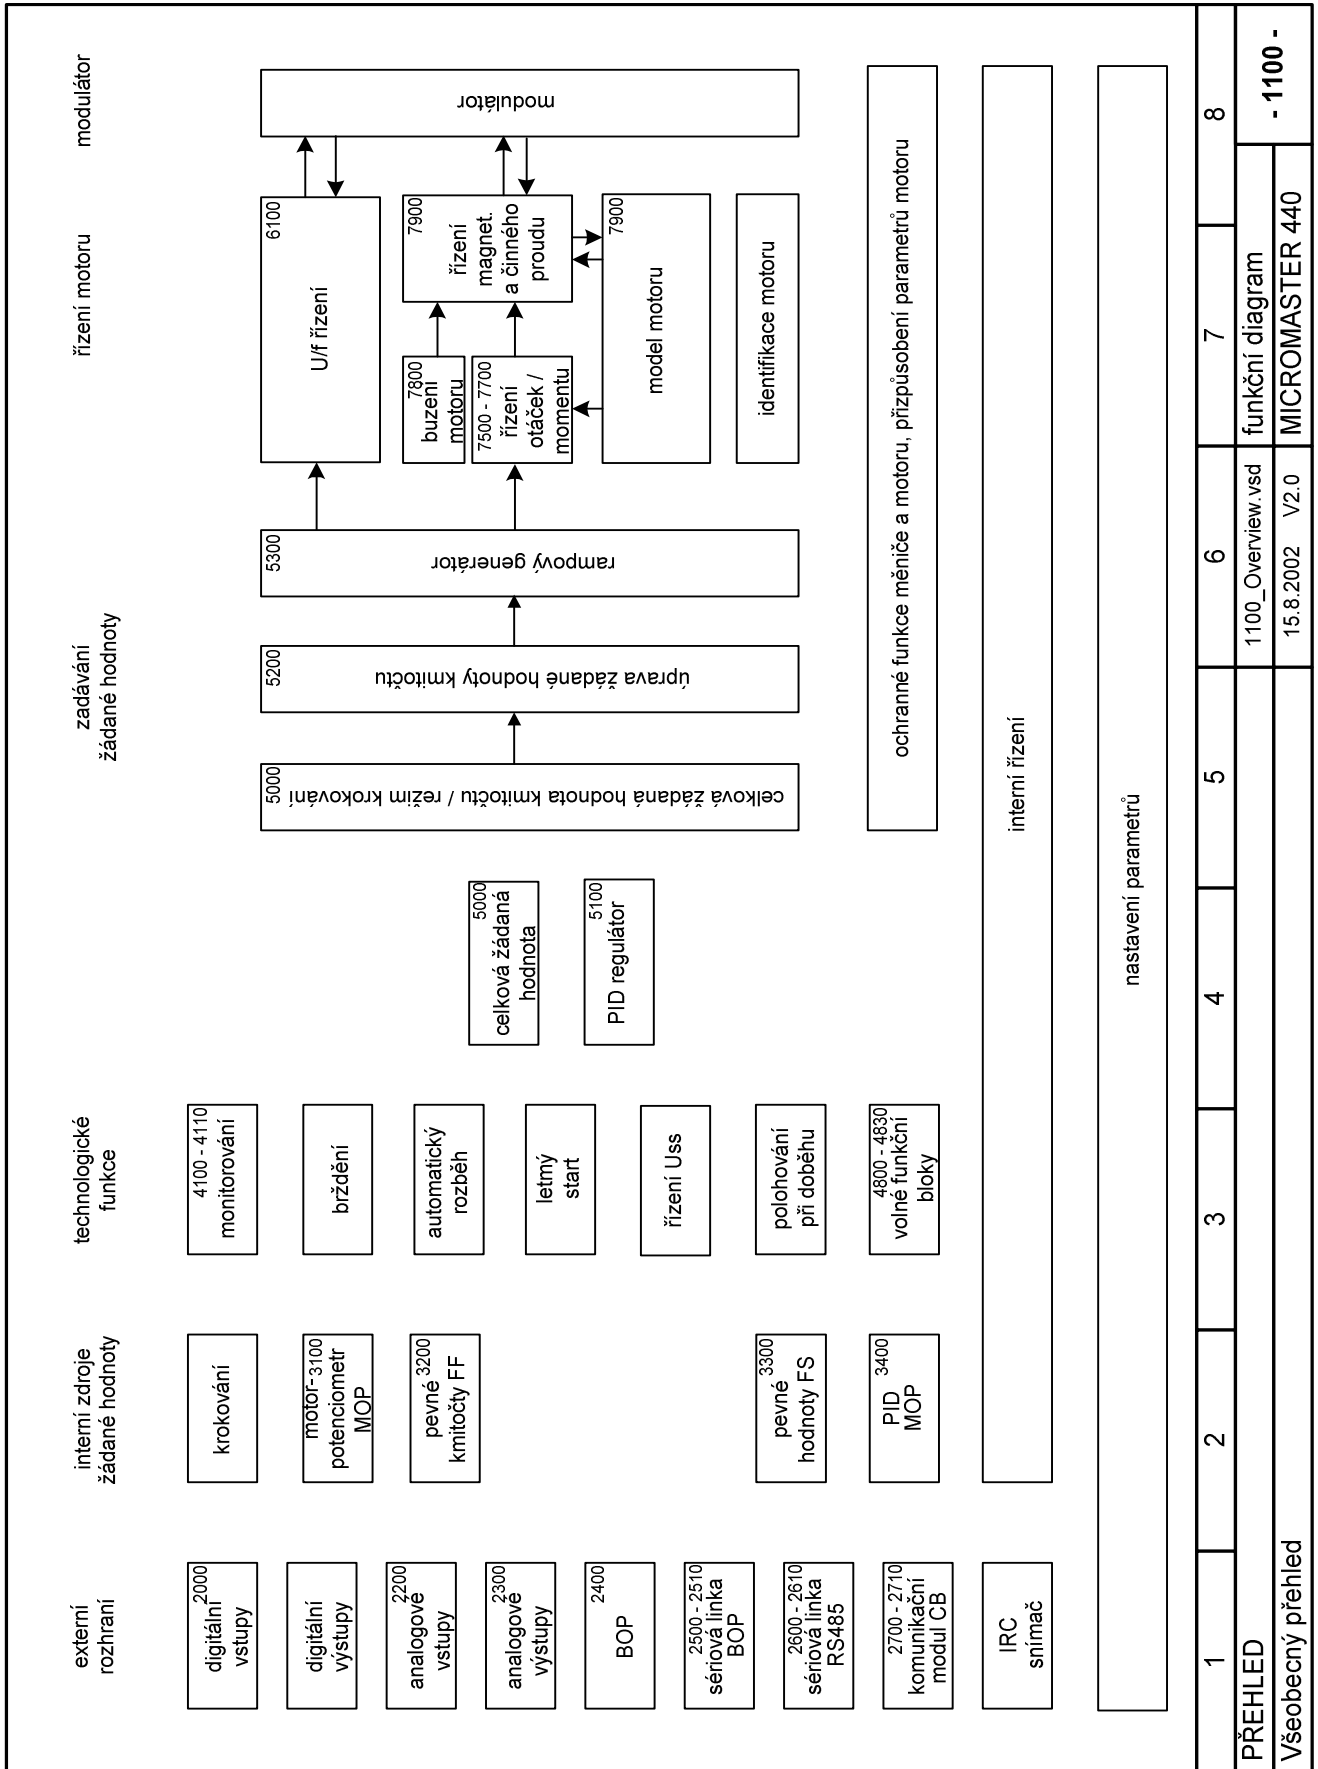 externí
rozhraní
interní zdroje
žádané hodnoty
technologické
funkce
zadávání
žádané hodnoty
řízení motoru
modulátor
2000
digitální
vstupy
digitální
výstupy
2200
analogové
vstupy
2300
analogové
výstupy
2400
BOP
2500 - 2510
sériová linka
BOP
2600 - 2610
sériová linka
RS485
2700 - 2710
komunikační
modul CB
IRC
snímač
krokování
motor- 3100
potenciometr
MOP
pevné 3200
kmitočty FF
3300
pevné
hodnoty FS
3400
PID
MOP
4100 - 4110
monitorování
brždění
automatický
rozběh
letmý
start
řízení Uss
polohování
při doběhu
4800 - 4830
volné funkční
bloky
5000
celková žádaná
hodnota
5100
PID regulátor
5000
celková žádaná hodnota kmitočtu / režim krokování
5200
úprava žádané hodnoty kmitočtu
5300
rampový generátor
6100
U/f řízení
7800
buzení
motoru
7500 - 7700
řízení
otáček /
momentu
7900
řízení
magnet.
a činného
proudu
7900
model motoru
identifikace motoru
modulátor
ochranné funkce měniče a motoru, přizpůsobení parametrů motoru
interní řízení
nastavení parametrů
1 2 3 4 5 6 7 8
PŘEHLED 1100_Overview.vsd funkční diagram
- 1100 -
Všeobecný přehled 15.8.2002 V2.0 MICROMASTER 440